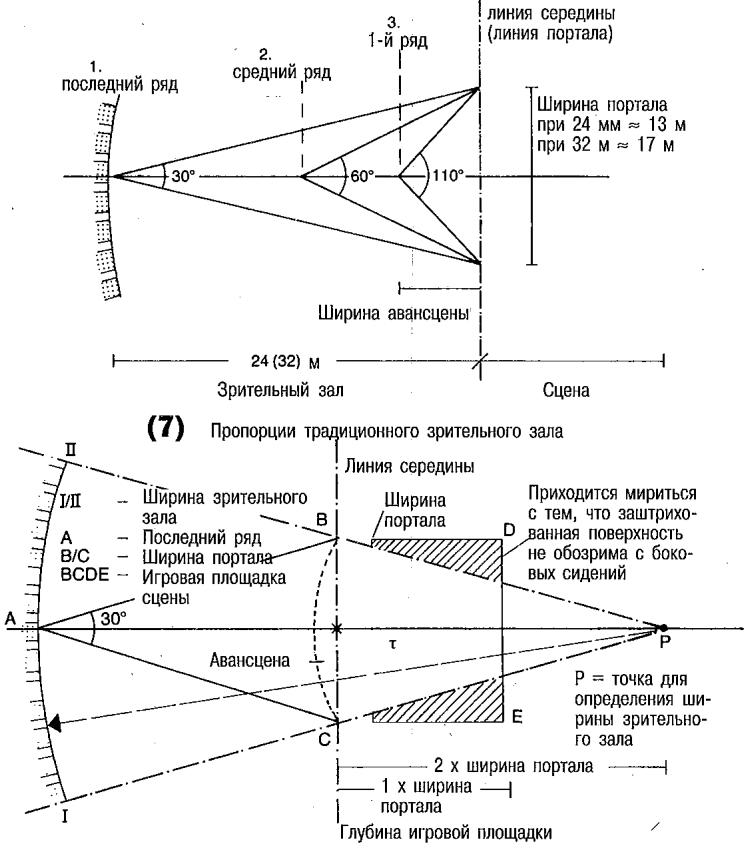 линия середины
(линия портала)
3.
1-й ряд
2.
средний ряд
1.
последний ряд
Ширина портала
при 24 мм ≈ 13 м
при 32 м ≈ 17 м
30°
60°
110°
Ширина авансцены
24 (32) м
Зрительный зал
Сцена
(7) Пропорции традиционного зрительного зала
II
Линия середины
I/II – Ширина зрительного
зала
A – Последний ряд
B/C – Ширина портала
BCDE – Игровая площадка
сцены
B
Ширина
портала
D
Приходится мириться
с тем, что заштрихо-
ванная поверхность
не обозрима с боко-
вых сидений
A
30°
τ
P
Авансцена
P = точка для
определения ши-
рины зрительно-
го зала
E
C
I
2 x ширина портала
1 x ширина
портала
Глубина игровой площадки